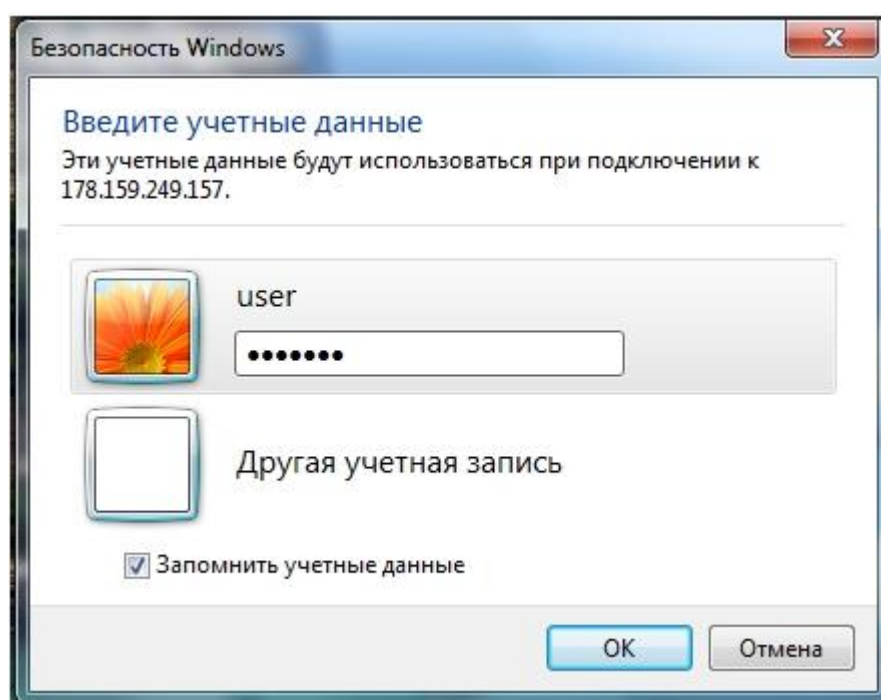 Безопасность Windows
Введите учетные данные
Эти учетные данные будут использоваться при подключении к
178.159.249.157.
user
•••••••
Другая учетная запись
Запомнить учетные данные
OK
Отмена